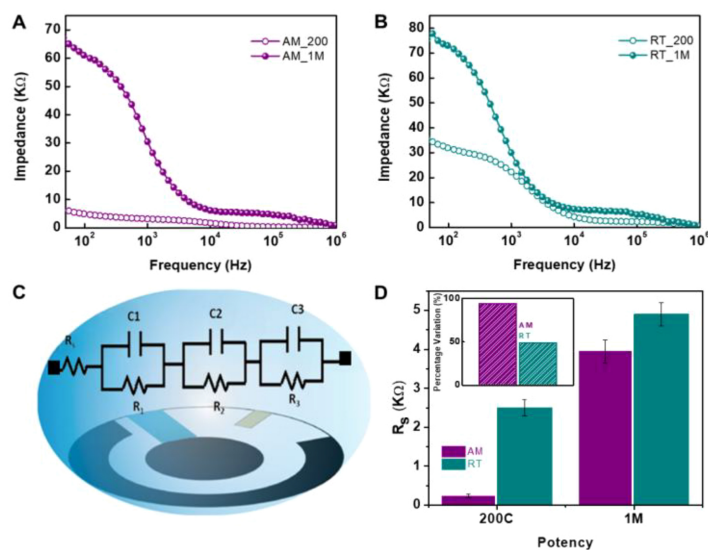 A
AM_200
AM_1M
70
60
50
40
30
20
10
0
Impedance (KΩ)
10²
10³
10⁴
10⁵
10⁶
Frequency (Hz)
B
RT_200
RT_1M
80
70
60
50
40
30
20
10
0
Impedance (KΩ)
10²
10³
10⁴
10⁵
10⁶
Frequency (Hz)
C
C1
C2
C3
R₁
R₂
R₃
D
5
4
3
2
1
0
R_S (KΩ)
100
50
0
Percentage Variation (%)
AM
RT
AM
RT
200C
1M
Potency